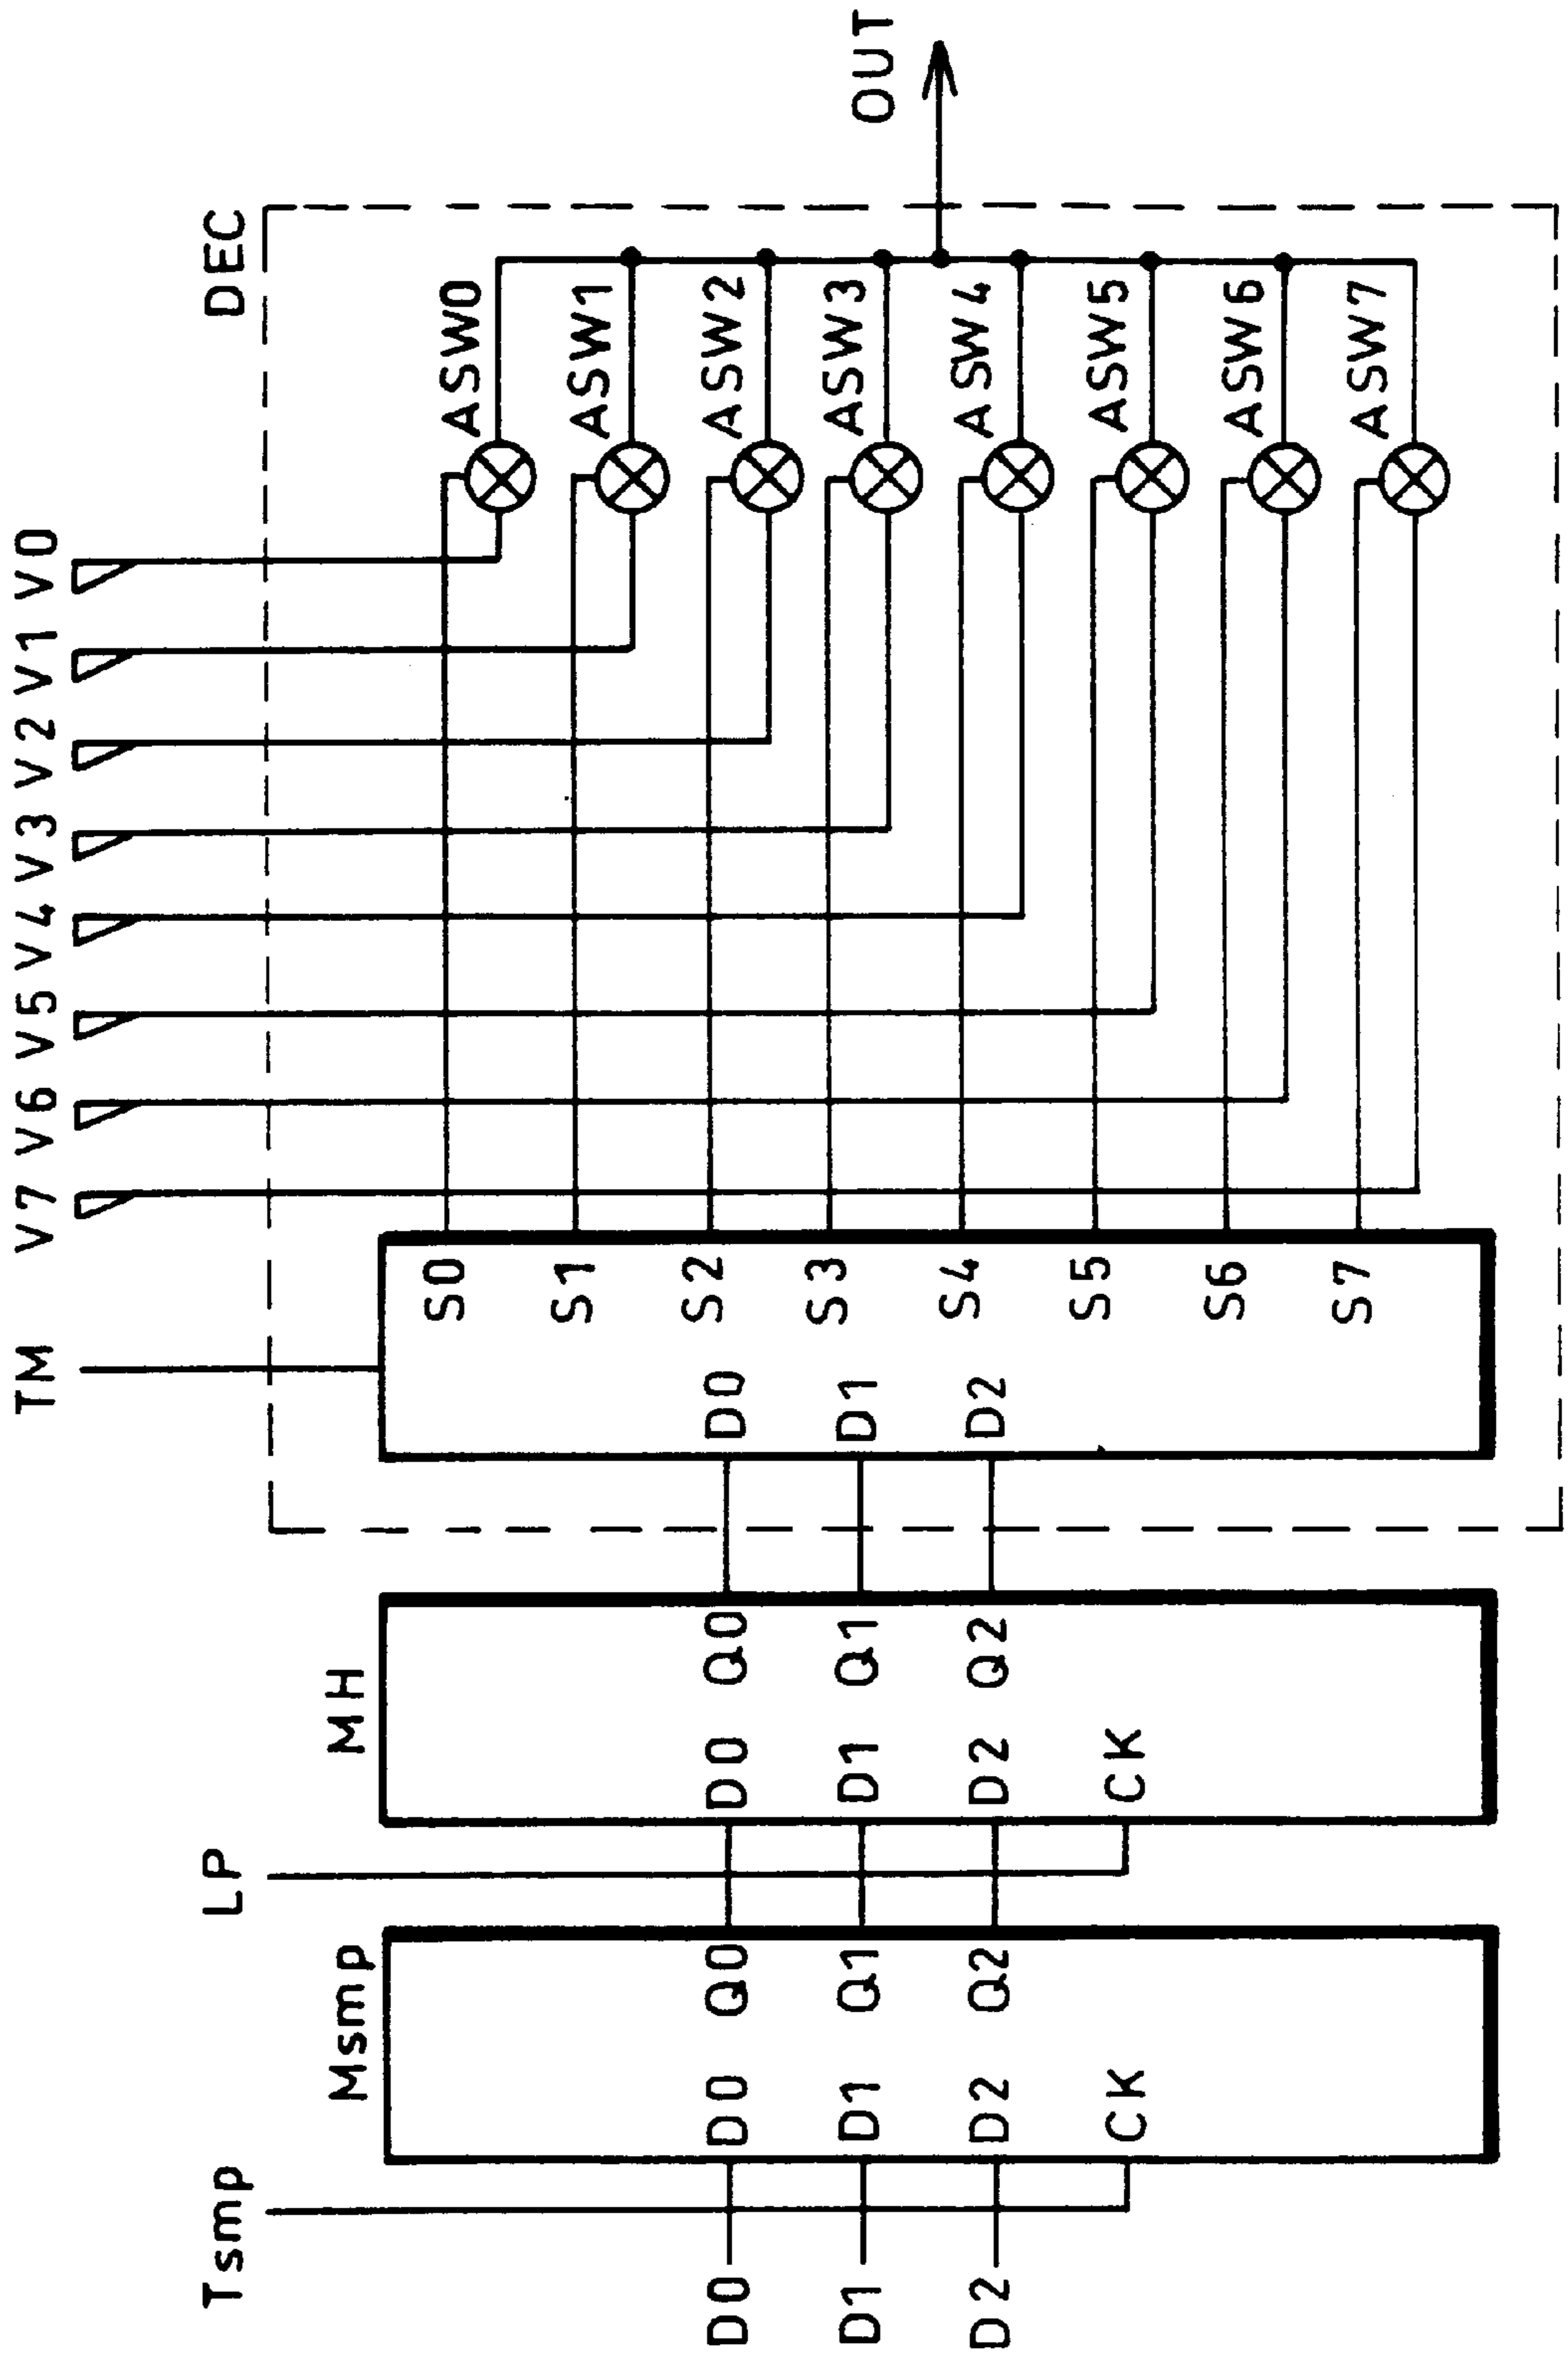 TM V7 V6 V5 V4 V3 V2 V1 V0
Tsmp LP DEC
Msmp MH
S0 ASW0
S1 ASW1
D0 D0 Q0 D0 Q0 D0 S2 ASW2
D1 D1 Q1 D1 Q1 D1 S3 ASW3 OUT
D2 D2 Q2 D2 Q2 D2 S4 ASW4
CK CK S5 ASW5
S6 ASW6
S7 ASW7